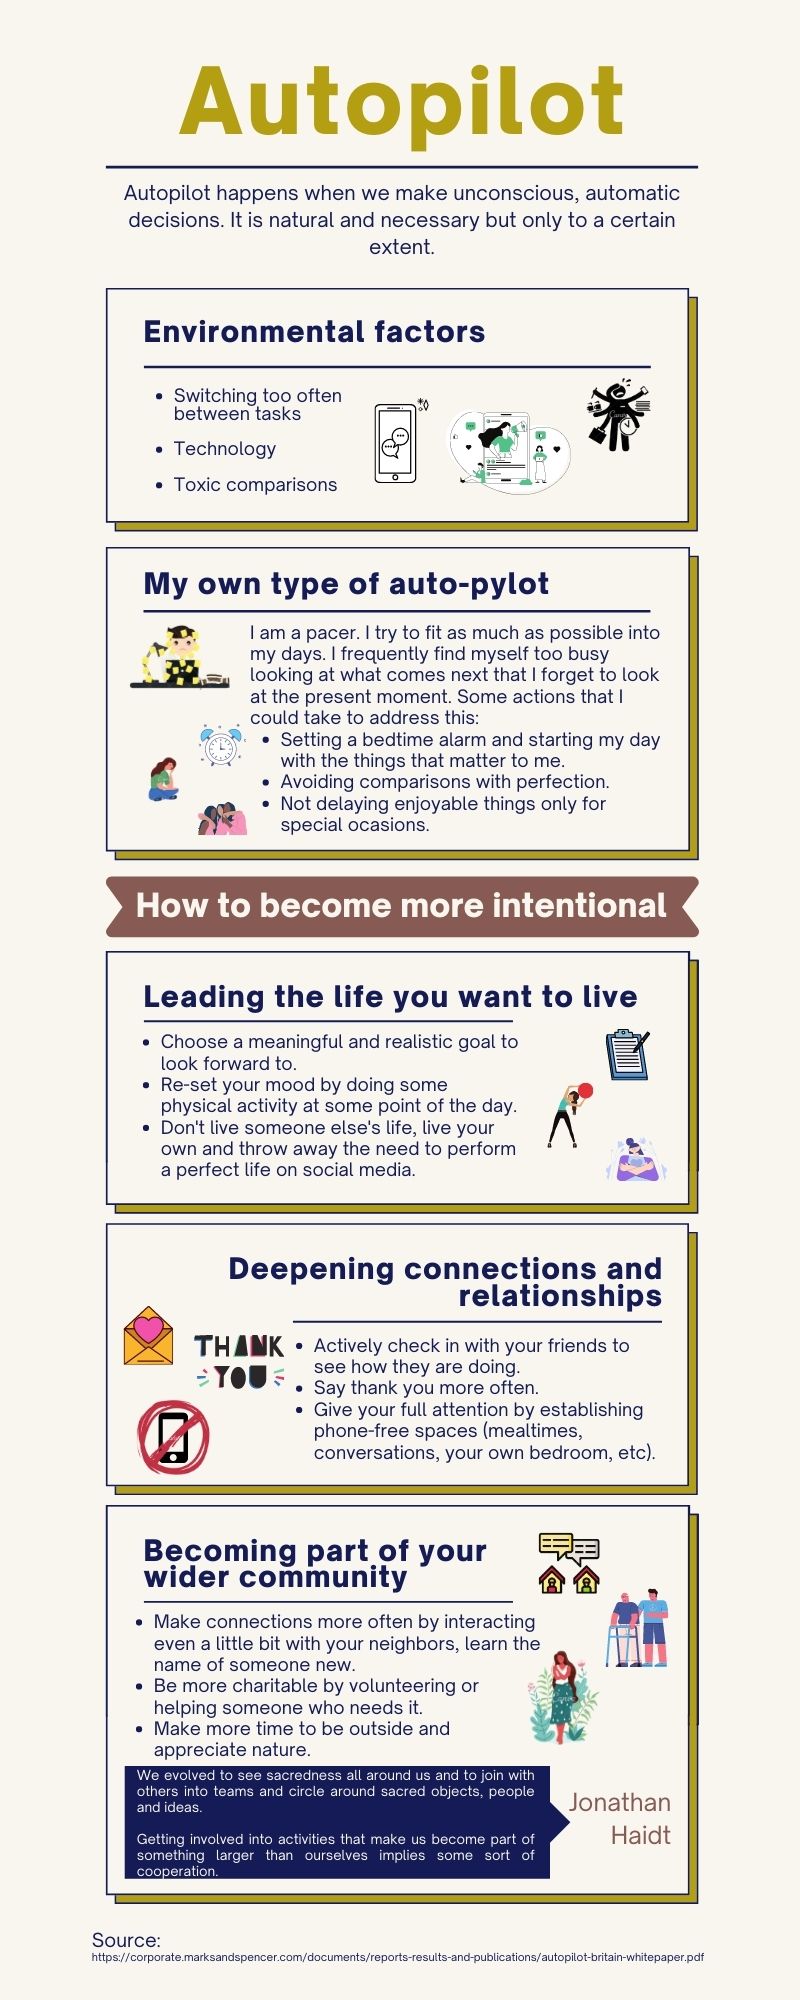 Autopilot
Autopilot happens when we make unconscious, automatic
decisions. It is natural and necessary but only to a certain
extent.
Environmental factors
• Switching too often
between tasks
• Technology
• Toxic comparisons
My own type of auto-pylot
I am a pacer. I try to fit as much as possible into
my days. I frequently find myself too busy
looking at what comes next that I forget to look
at the present moment. Some actions that I
could take to address this:
• Setting a bedtime alarm and starting my day
with the things that matter to me.
• Avoiding comparisons with perfection.
• Not delaying enjoyable things only for
special ocasions.
How to become more intentional
Leading the life you want to live
• Choose a meaningful and realistic goal to
look forward to.
• Re-set your mood by doing some
physical activity at some point of the day.
• Don't live someone else's life, live your
own and throw away the need to perform
a perfect life on social media.
Deepening connections and
relationships
THANK
YOU
• Actively check in with your friends to
see how they are doing.
• Say thank you more often.
• Give your full attention by establishing
phone-free spaces (mealtimes,
conversations, your own bedroom, etc).
Becoming part of your
wider community
• Make connections more often by interacting
even a little bit with your neighbors, learn the
name of someone new.
• Be more charitable by volunteering or
helping someone who needs it.
• Make more time to be outside and
appreciate nature.
We evolved to see sacredness all around us and to join with
others into teams and circle around sacred objects, people
and ideas.
Getting involved into activities that make us become part of
something larger than ourselves implies some sort of
cooperation.
Jonathan
Haidt
Source:
https://corporate.marksandspencer.com/documents/reports-results-and-publications/autopilot-britain-whitepaper.pdf